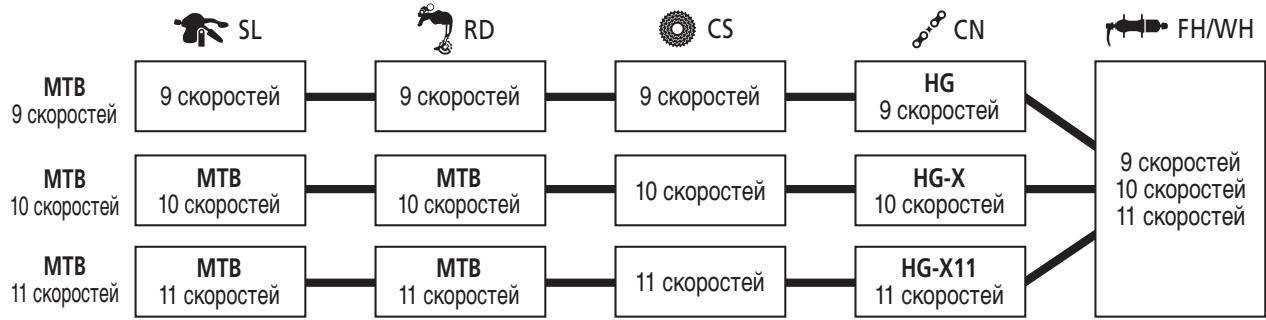 SL
RD
CS
CN
FH/WH
MTB
9 скоростей
9 скоростей
9 скоростей
9 скоростей
HG
9 скоростей
MTB
10 скоростей
MTB
10 скоростей
MTB
10 скоростей
10 скоростей
HG-X
10 скоростей
MTB
11 скоростей
MTB
11 скоростей
MTB
11 скоростей
11 скоростей
HG-X11
11 скоростей
9 скоростей
10 скоростей
11 скоростей